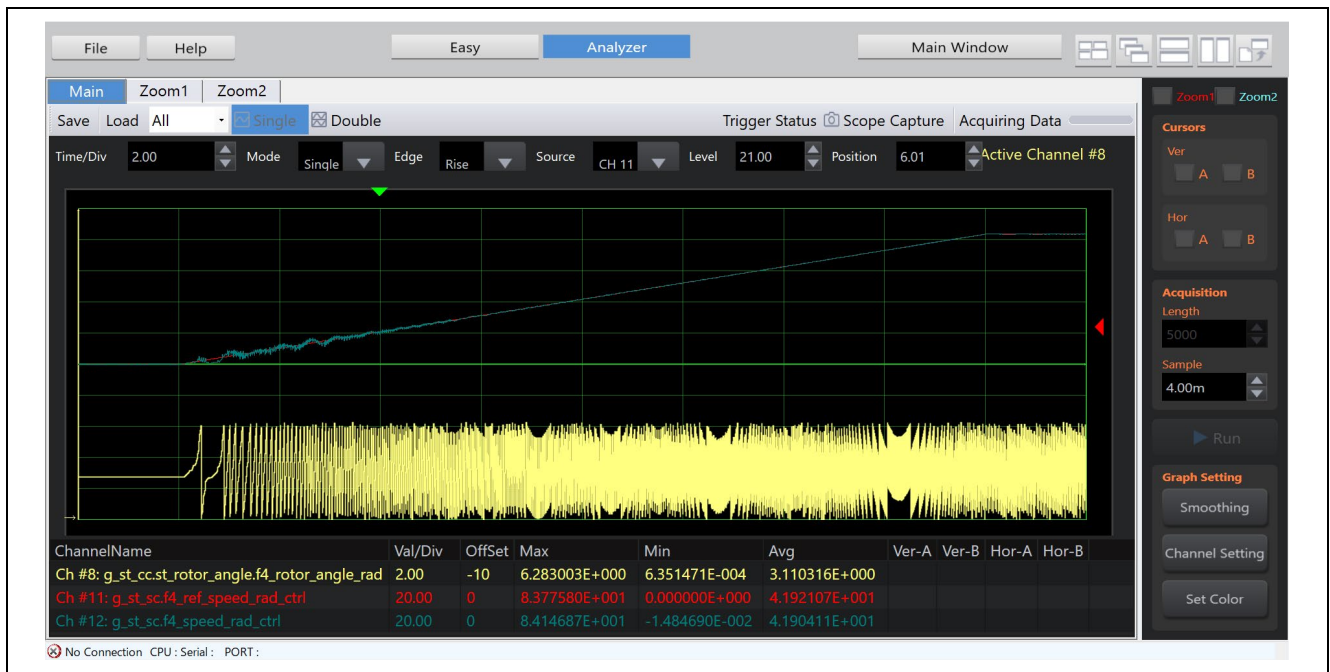 File Help Easy Analyzer Main Window
Main Zoom1 Zoom2
Zoom1 Zoom2
Save Load All Single Double Trigger Status Scope Capture Acquiring Data
Time/Div 2.00 Mode Single Edge Rise Source CH 11 Level 21.00 Position 6.01 Active Channel #8
Cursors
Ver
A B
Hor
A B
Acquisition
Length
5000
Sample
4.00m
Run
Graph Setting
Smoothing
Channel Setting
Set Color
ChannelName Val/Div OffSet Max Min Avg Ver-A Ver-B Hor-A Hor-B
Ch #8: g_st_cc.st_rotor_angle.f4_rotor_angle_rad 2.00 -10 6.283003E+000 6.351471E-004 3.110316E+000
Ch #11: g_st_sc.f4_ref_speed_rad_ctrl 20.00 0 8.377580E+001 0.000000E+000 4.192107E+001
Ch #12: g_st_sc.f4_speed_rad_ctrl 20.00 0 8.414687E+001 -1.484690E-002 4.190411E+001
No Connection CPU : Serial : PORT :